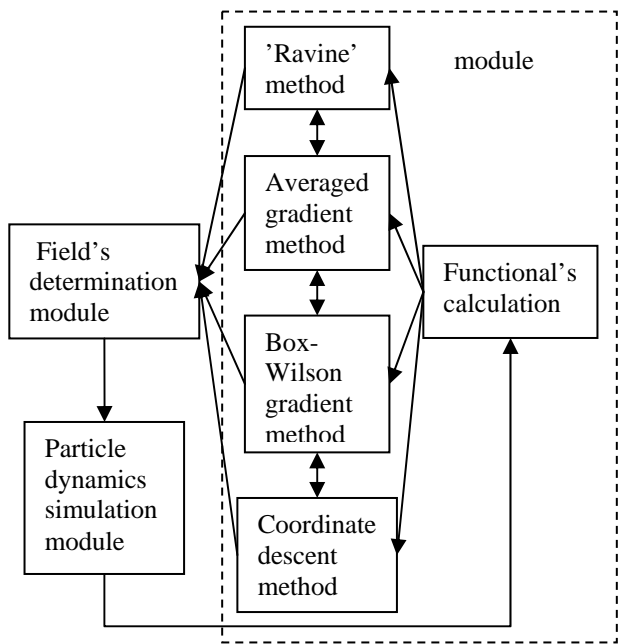 ’Ravine’
method
module
Averaged
gradient
method
Field’s
determination
module
Functional’s
calculation
Box-
Wilson
gradient
method
Particle
dynamics
simulation
module
Coordinate
descent
method